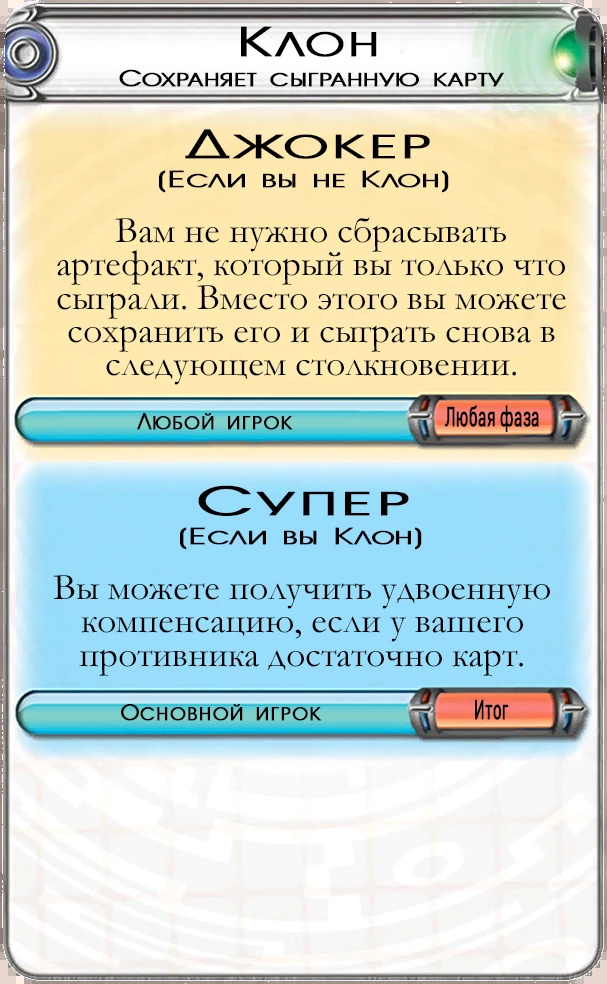 Клон
Сохраняет сыгранную карту
Джокер
(Если вы не Клон)
Вам не нужно сбрасывать
артефакт, который вы только что
сыграли. Вместо этого вы можете
сохранить его и сыграть снова в
следующем столкновении.
Любой игрок
Любая фаза
Супер
(Если вы Клон)
Вы можете получить удвоенную
компенсацию, если у вашего
противника достаточно карт.
Основной игрок
Итог